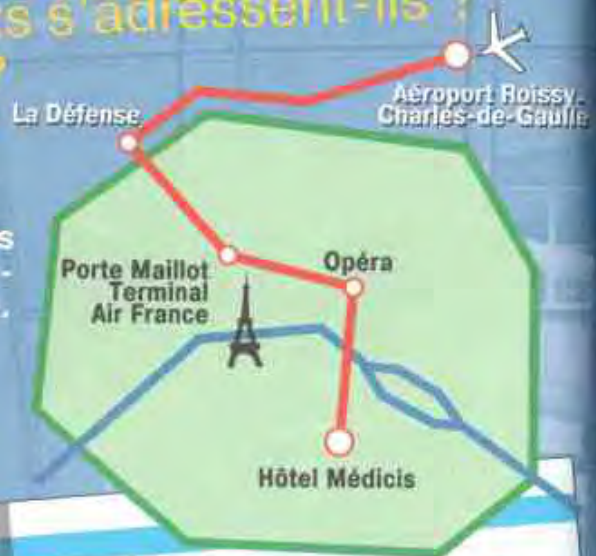 s s'adressent-ils ?
La Défense
Aéroport Roissy-
Charles-de-Gaulle
Porte Maillot
Terminal
Air France
Opéra
Hôtel Médicis